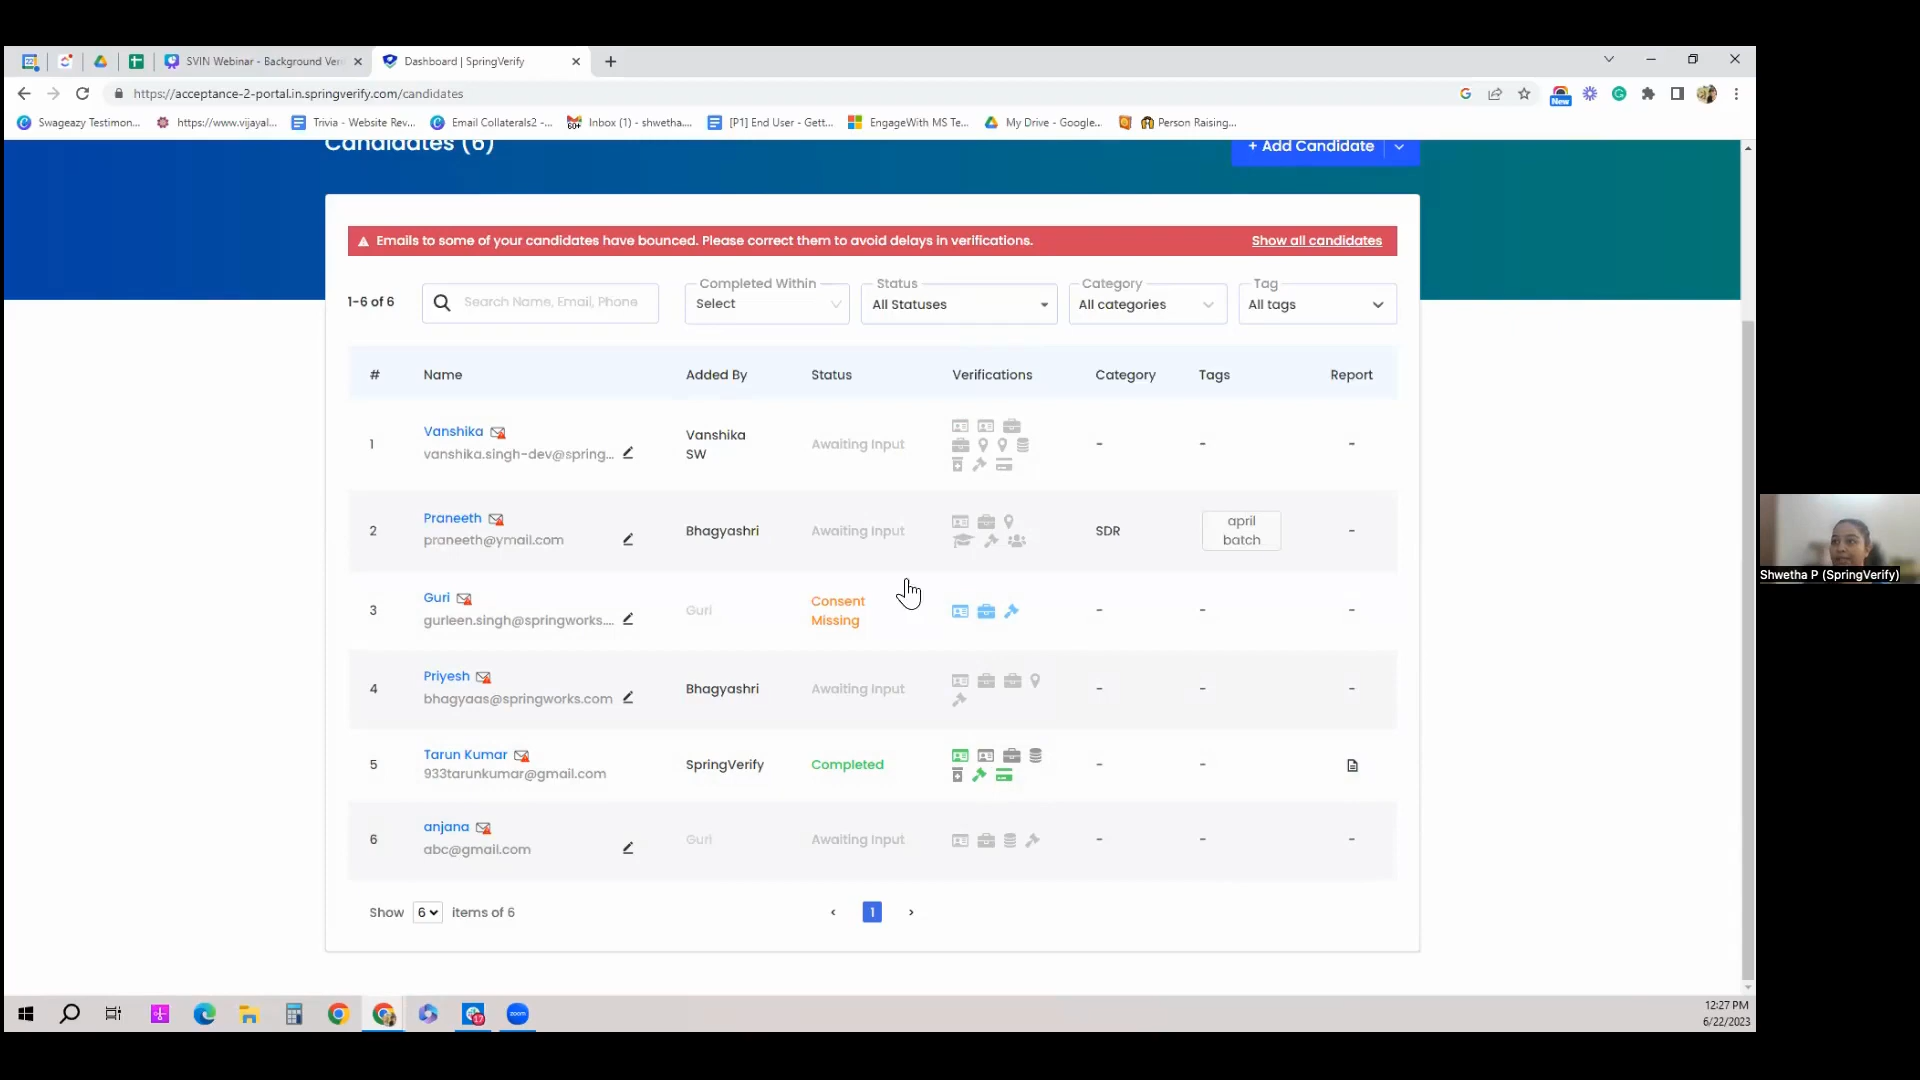 SVIN Webinar - Background Ver
Dashboard | SpringVerify
https://acceptance-2-portal.in.springverify.com/candidates
New
Swageazy Testimon...
https://www.vijayal...
Trivia - Website Rev...
Email Collaterals2 -...
Inbox (1) - shwetha....
[P1] End User - Gett...
EngageWith MS Te...
My Drive - Google...
Person Raising...
Candidates (6)
+ Add Candidate
Emails to some of your candidates have bounced. Please correct them to avoid delays in verifications.
Show all candidates
1-6 of 6
Search Name, Email, Phone
Completed Within
Select
Status
All Statuses
Category
All categories
Tag
All tags
# Name Added By Status Verifications Category Tags Report
1
Vanshika
vanshika.singh-dev@spring...
Vanshika
SW
Awaiting Input
-
-
-
2
Praneeth
praneeth@ymail.com
Bhagyashri
Awaiting Input
SDR
april
batch
-
3
Guri
gurleen.singh@springworks....
Guri
Consent
Missing
-
-
-
4
Priyesh
bhagyaas@springworks.com
Bhagyashri
Awaiting Input
-
-
-
5
Tarun Kumar
933tarunkumar@gmail.com
SpringVerify
Completed
-
-
6
anjana
abc@gmail.com
Guri
Awaiting Input
-
-
-
Show 6 items of 6
‹ 1 ›
17
zoom
12:27 PM
6/22/2023
Shwetha P (SpringVerify)